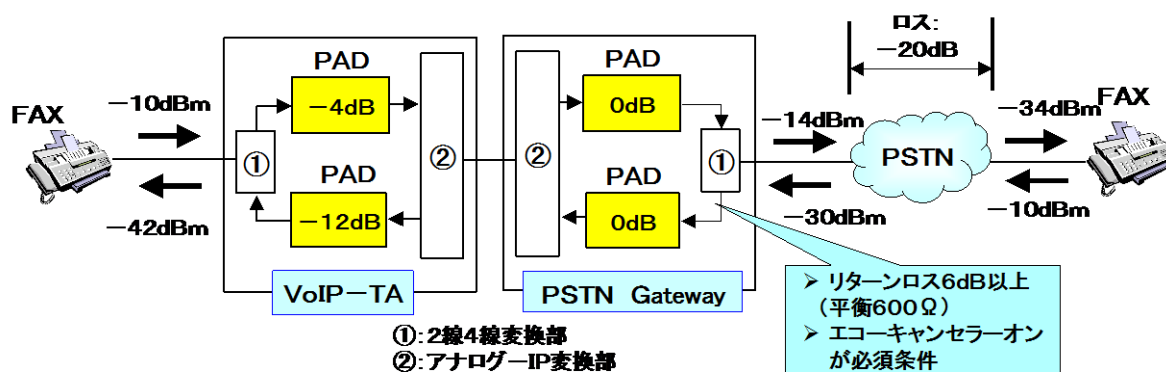 ロス:
−20dB
PAD
PAD
FAX
−10dBm
−4dB
0dB
−14dBm
−34dBm
FAX
①
②
②
①
PSTN
PAD
PAD
−42dBm
−12dB
0dB
−30dBm
−10dBm
VoIP−TA
PSTN Gateway
➢ リターンロス6dB以上
(平衡600Ω)
➢ エコーキャンセラーオン
が必須条件
①:2線4線変換部
②:アナログーIP変換部